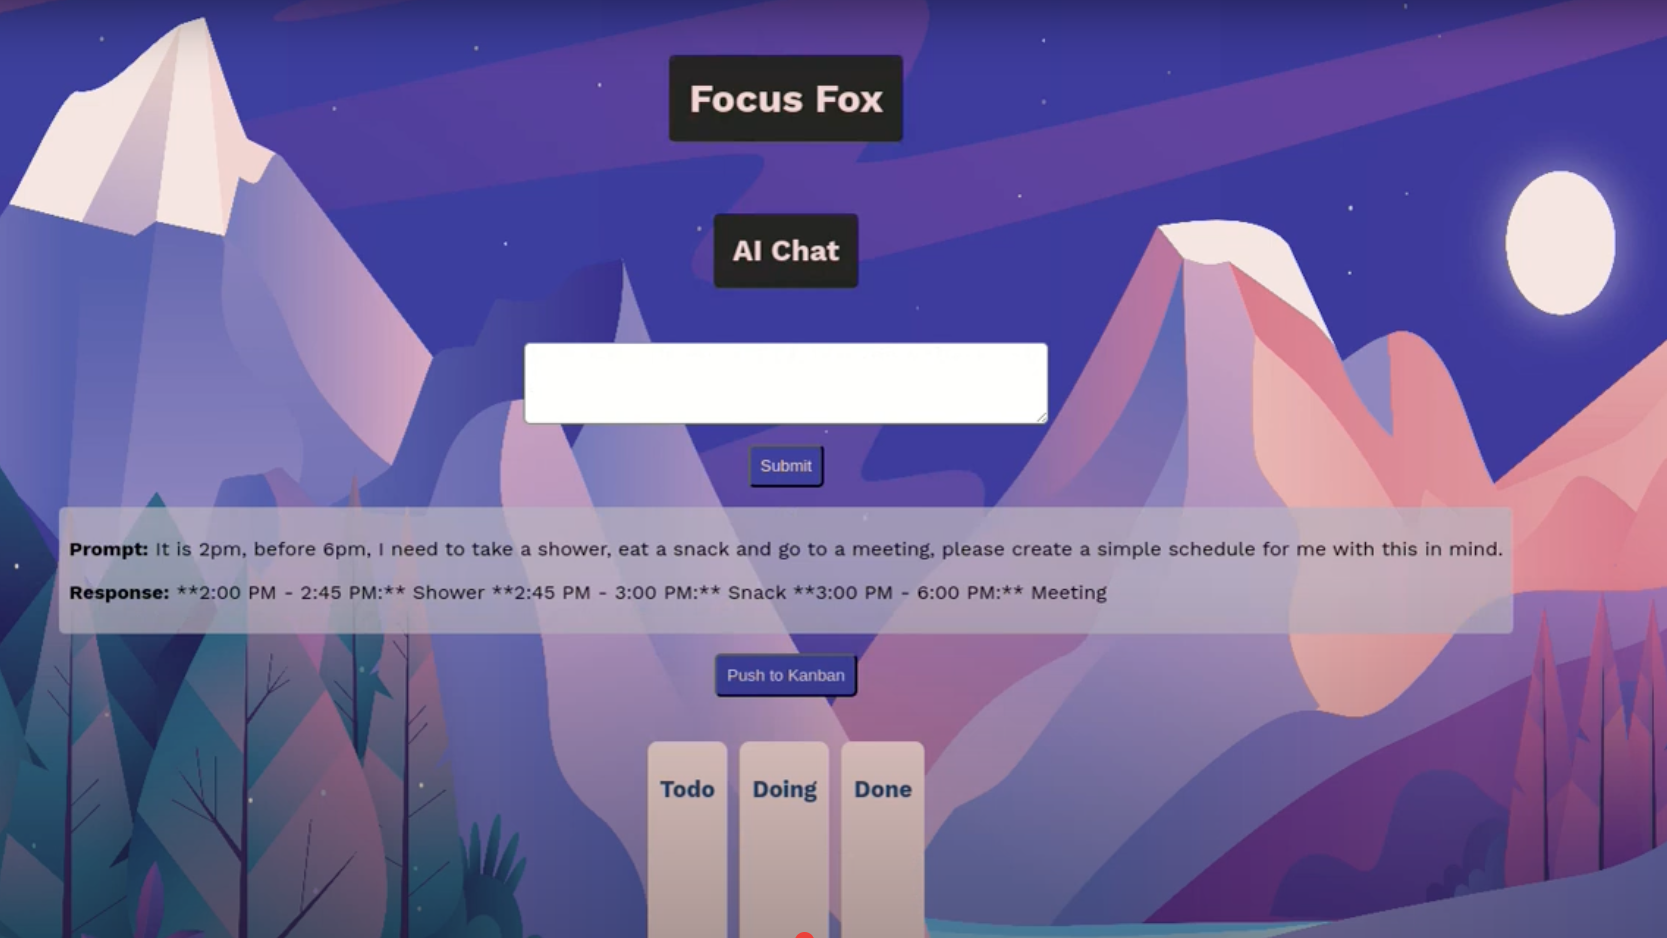 Focus Fox
AI Chat
Submit
Prompt: It is 2pm, before 6pm, I need to take a shower, eat a snack and go to a meeting, please create a simple schedule for me with this in mind.
Response: **2:00 PM - 2:45 PM:** Shower **2:45 PM - 3:00 PM:** Snack **3:00 PM - 6:00 PM:** Meeting
Push to Kanban
Todo Doing Done